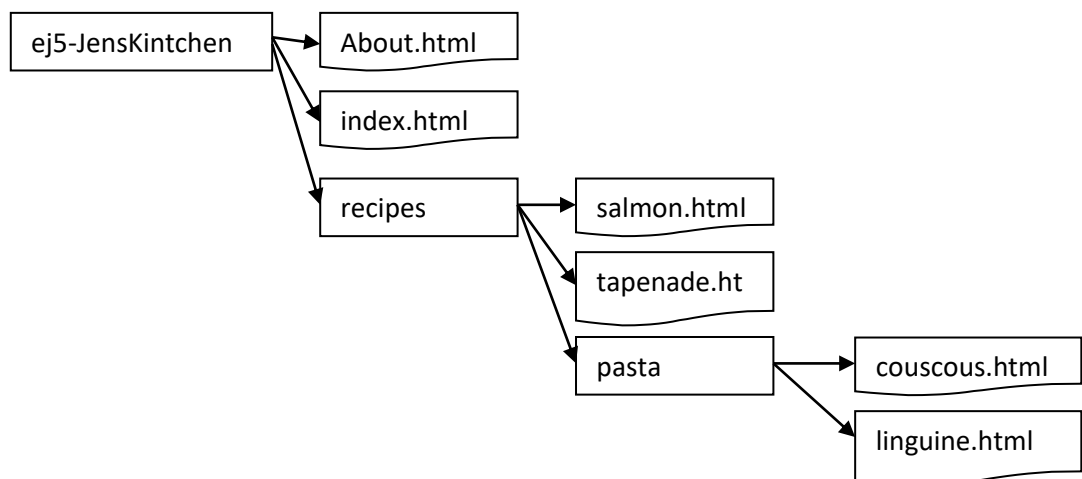 ej5-JensKintchen
About.html
index.html
recipes
salmon.html
tapenade.ht
pasta
couscous.html
linguine.html